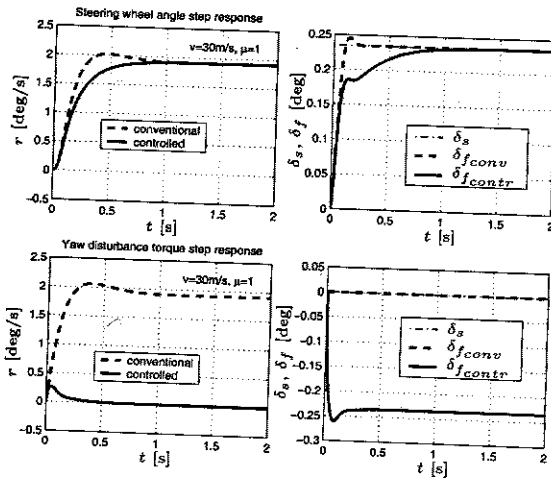 Steering wheel angle step response
2.5
2
1.5
1
0.5
0
-0.5
r [deg/s]
v=30m/s, μ=1
conventional
controlled
0 0.5 1 1.5 2
t [s]
0.25
0.2
0.15
0.1
0.05
0
δs, δf [deg]
δs
δfconv
δfcontr
0 0.5 1 1.5 2
t [s]
Yaw disturbance torque step response
2.5
2
1.5
1
0.5
0
-0.5
r [deg/s]
v=30m/s, μ=1
conventional
controlled
0 0.5 1 1.5 2
t [s]
0.05
0
-0.05
-0.1
-0.15
-0.2
-0.25
-0.3
δs, δf [deg]
δs
δfconv
δfcontr
0 0.5 1 1.5 2
t [s]